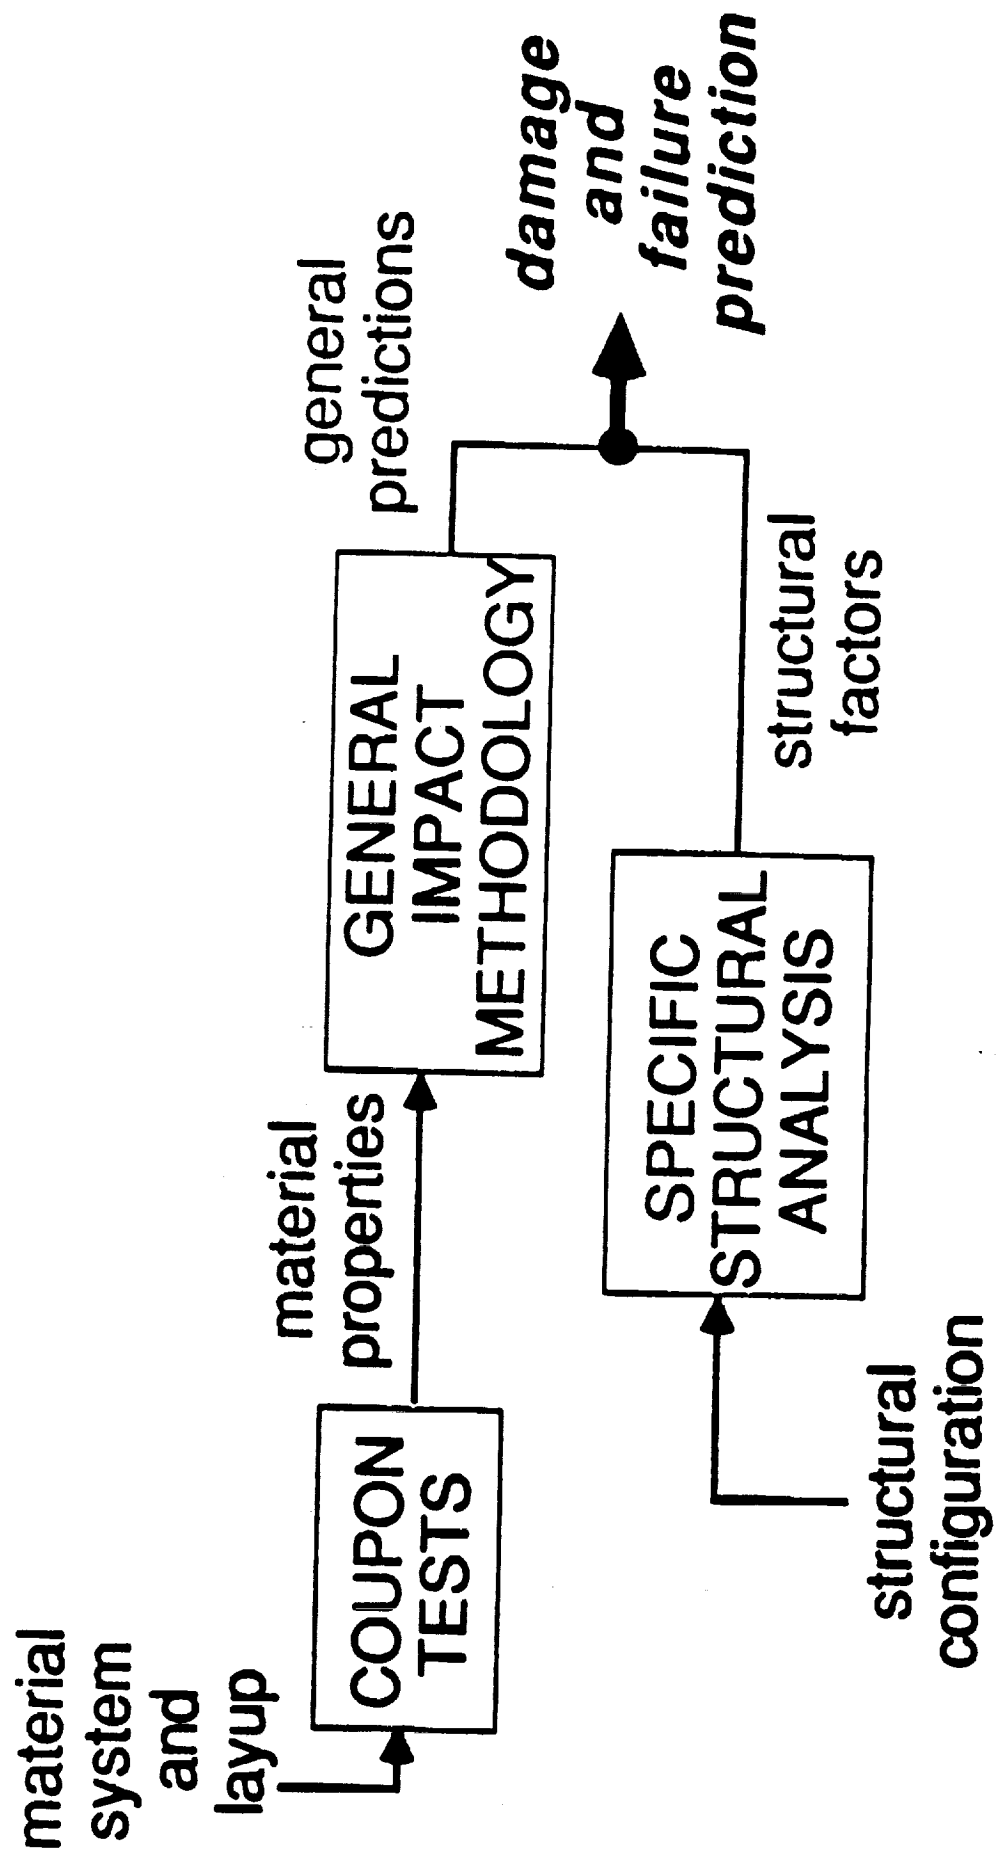 material
system
and
layup
COUPON
TESTS
material
properties
GENERAL
IMPACT
METHODOLOGY
general
predictions
structural
configuration
SPECIFIC
STRUCTURAL
ANALYSIS
structural
factors
damage
and
failure
prediction